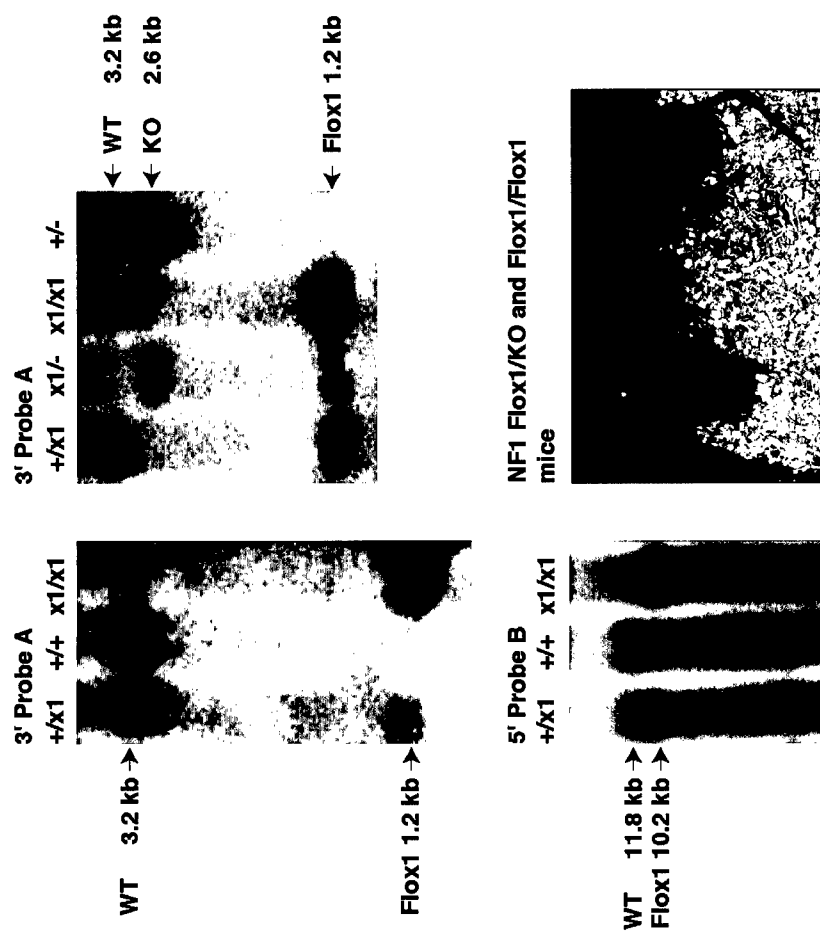 3' Probe A
+/x1 +/+ x1/x1
WT 3.2 kb →
Flox1 1.2 kb →
3' Probe A
+/x1 x1/- x1/x1 +/-
← WT 3.2 kb
← KO 2.6 kb
← Flox1 1.2 kb
5' Probe B
+/x1 +/+ x1/x1
WT 11.8 kb →
Flox1 10.2 kb →
NF1 Flox1/KO and Flox1/Flox1
mice